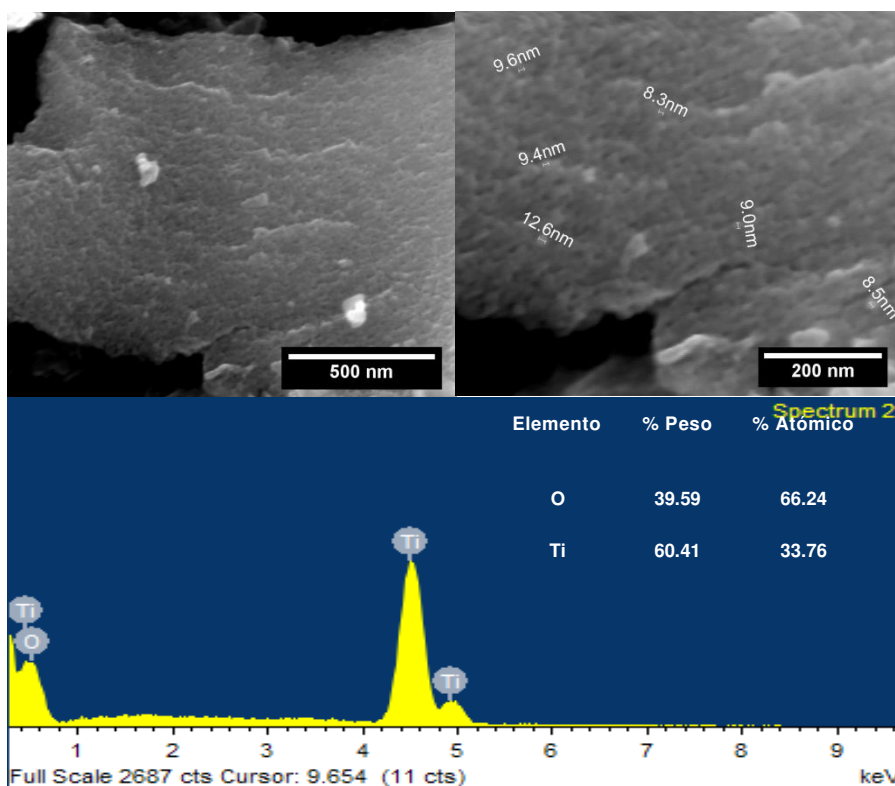 500 nm
9.6nm
8.3nm
9.4nm
12.6nm
9.0nm
8.5nm
200 nm
Spectrum 2
Elemento % Peso % Atómico
O 39.59 66.24
Ti 60.41 33.76
Ti
Ti
O
Ti
1 2 3 4 5 6 7 8 9
Full Scale 2687 cts Cursor: 9.654 (11 cts) keV